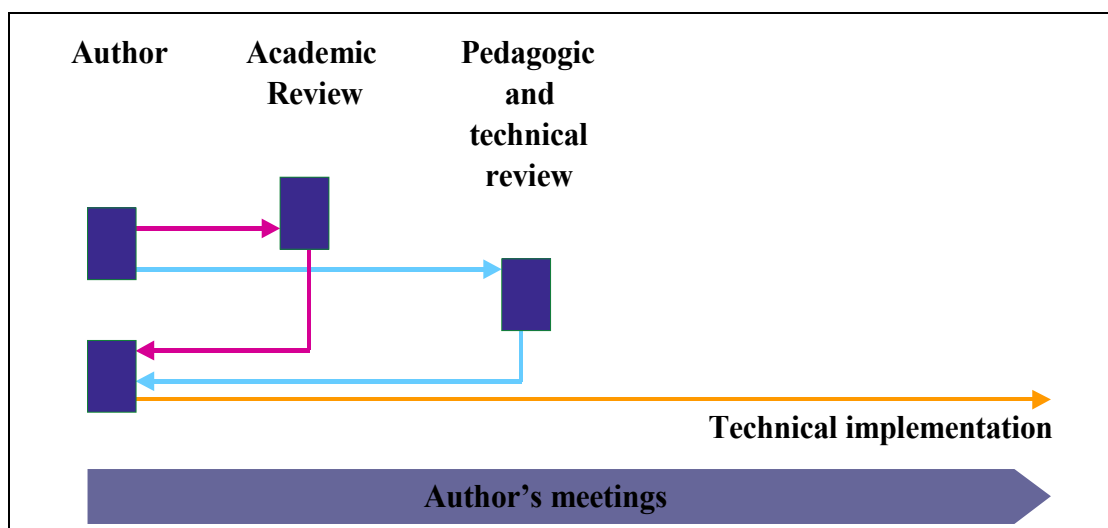 Author
Academic
Review
Pedagogic
and
technical
review
Technical implementation
Author's meetings